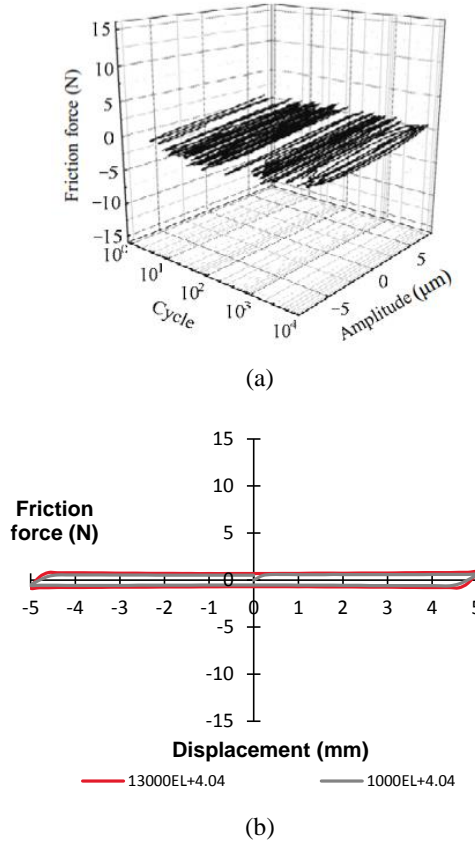 15
10
5
0
−5
−10
−15
Friction force (N)
10⁰
10¹
10²
10³
10⁴
Cycle
−5
0
5
Amplitude (μm)
(a)
15
10
5
0
-5
-10
-15
Friction
force (N)
-5 -4 -3 -2 -1 0 1 2 3 4 5
Displacement (mm)
13000EL+4.04 1000EL+4.04
(b)